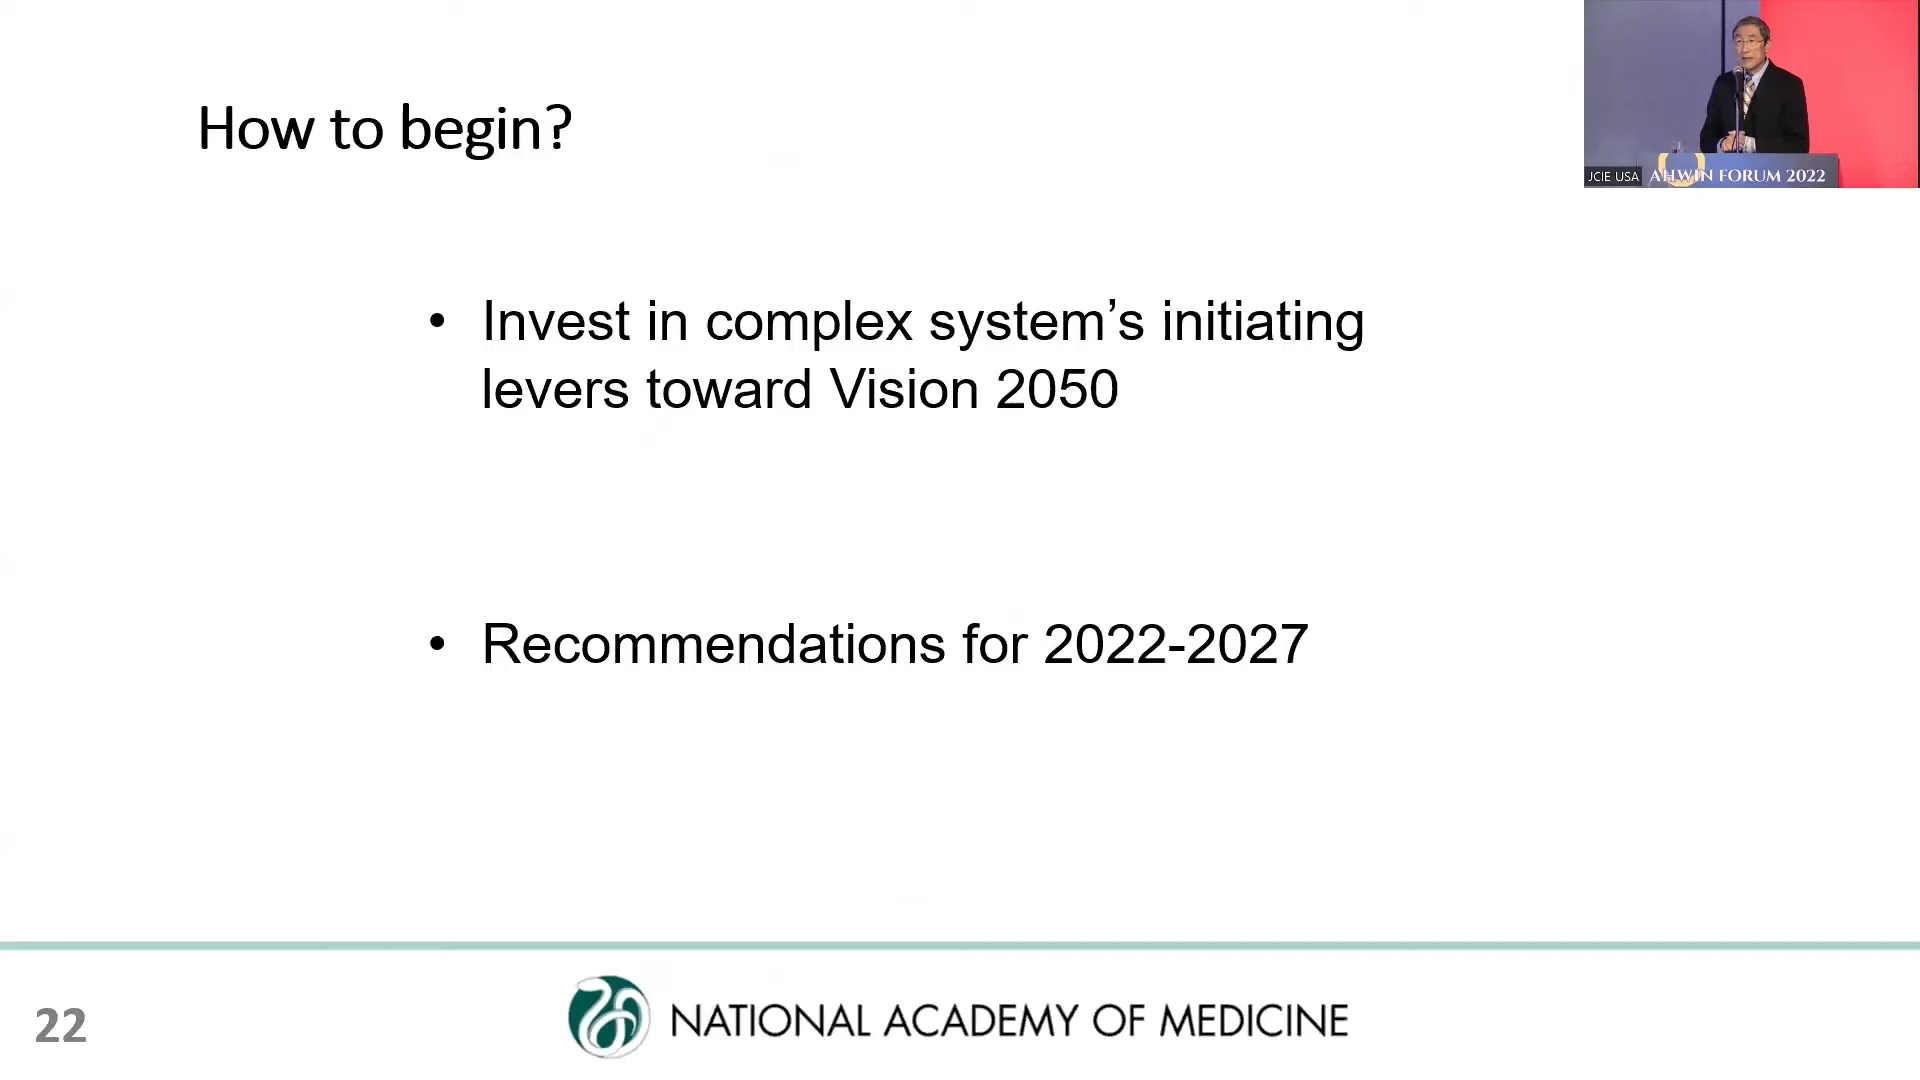 How to begin?
JCIE USA
AHWIN FORUM 2022
• Invest in complex system’s initiating
levers toward Vision 2050
• Recommendations for 2022-2027
22
NATIONAL ACADEMY OF MEDICINE